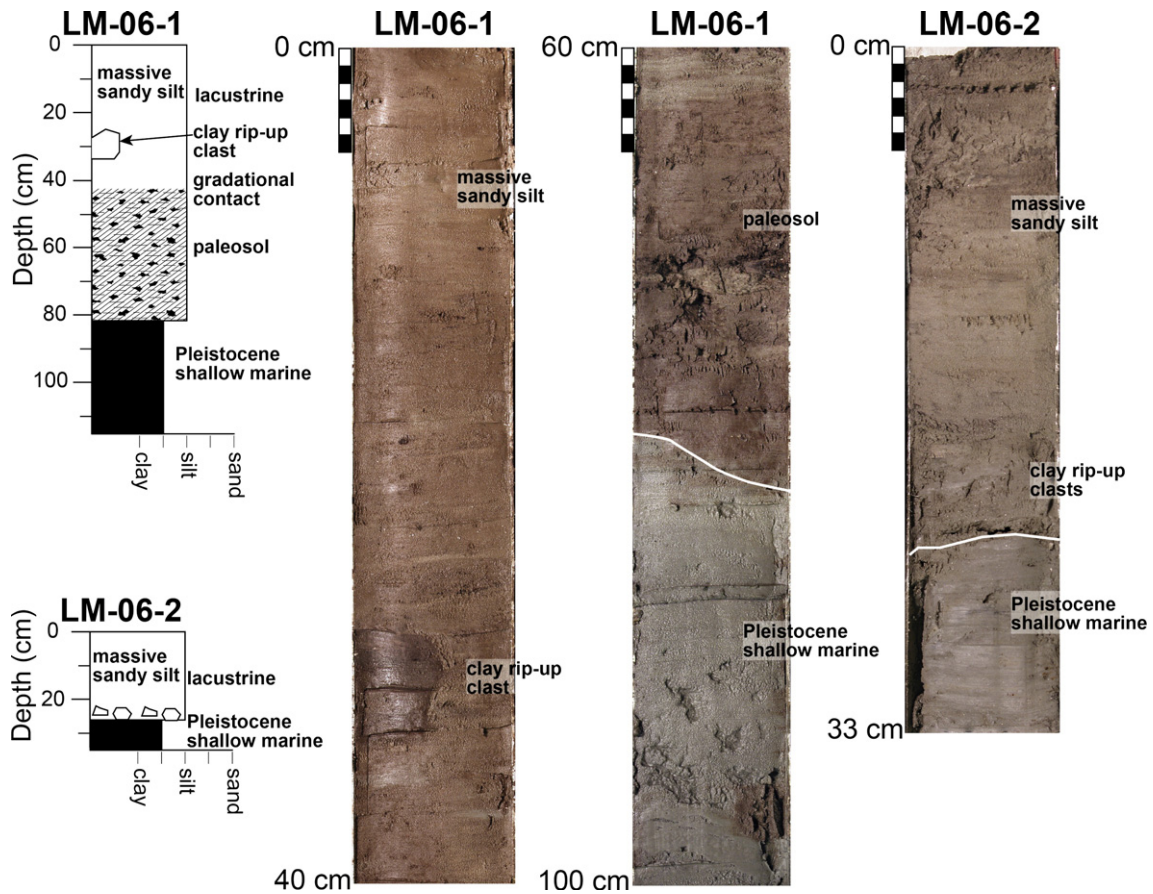 LM-06-1
0
20
40
60
80
100
Depth (cm)
massive
sandy silt
lacustrine
clay rip-up
clast
gradational
contact
paleosol
Pleistocene
shallow marine
clay
silt
sand
LM-06-2
0
20
Depth (cm)
massive
sandy silt
lacustrine
Pleistocene
shallow marine
clay
silt
sand
LM-06-1
0 cm
massive
sandy silt
clay rip-up
clast
40 cm
LM-06-1
60 cm
paleosol
Pleistocene
shallow marine
100 cm
LM-06-2
0 cm
massive
sandy silt
clay rip-up
clasts
Pleistocene
shallow marine
33 cm